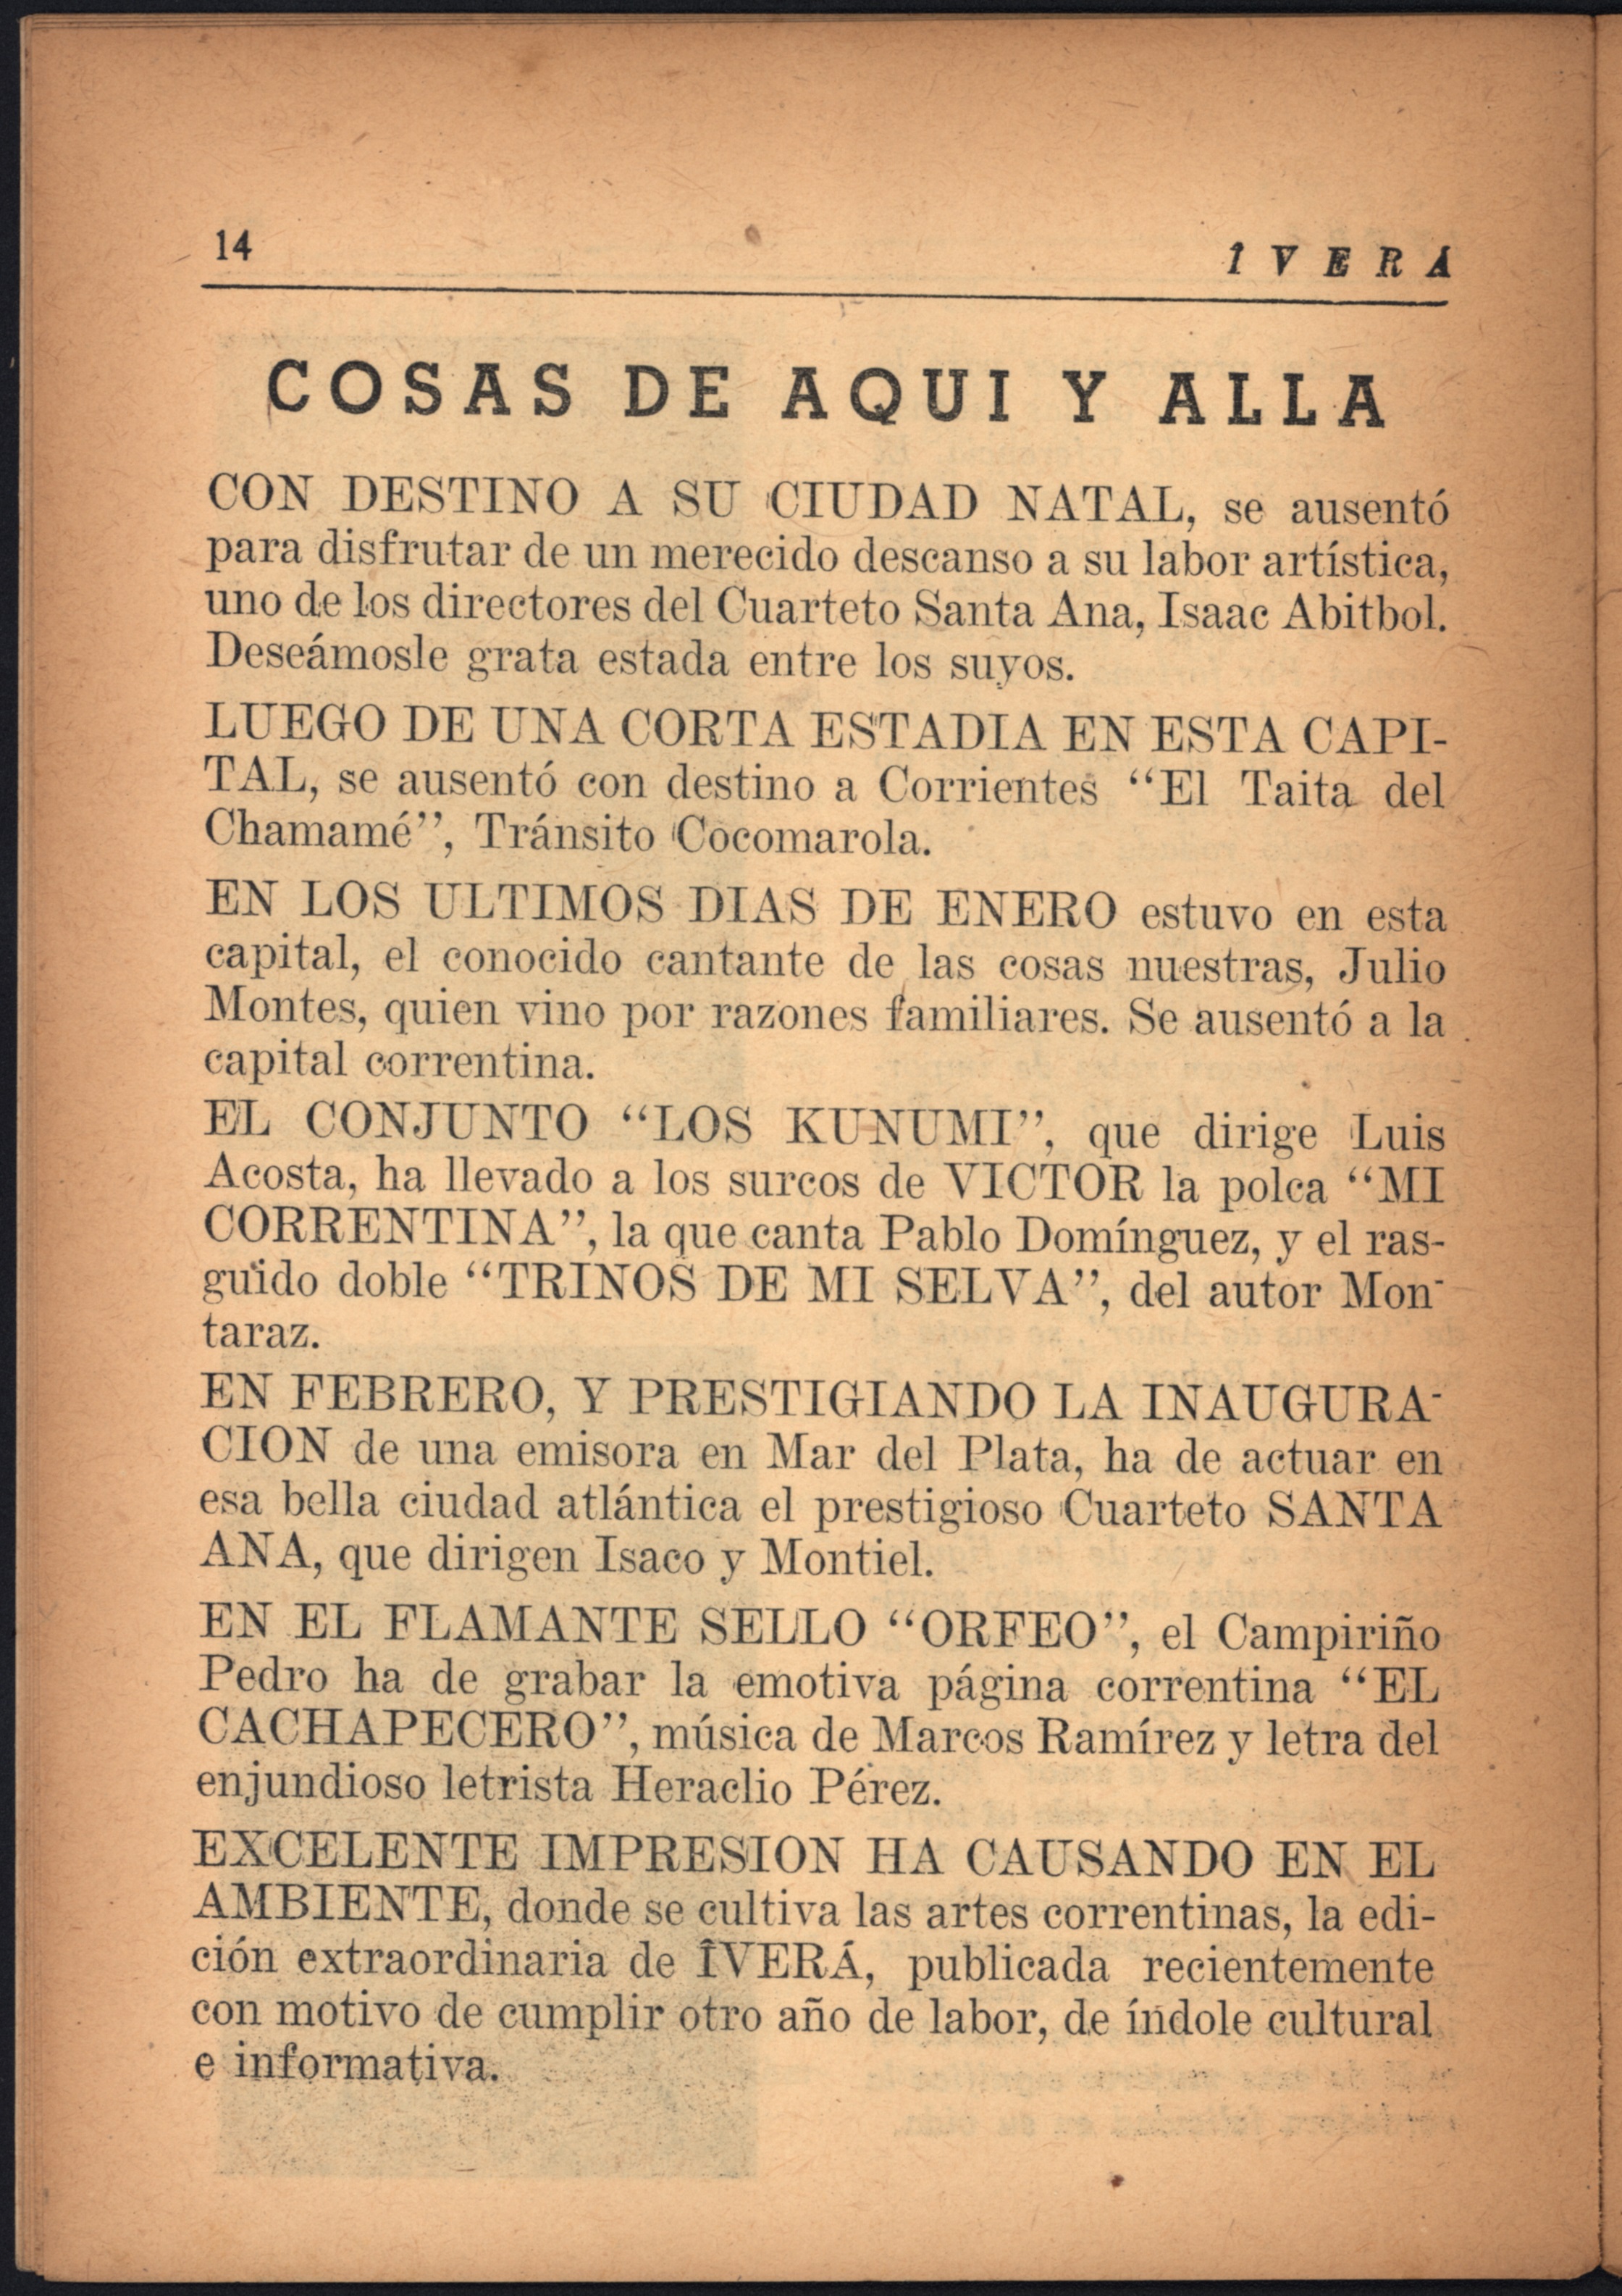 14
ÎVERÁ
COSAS DE AQUI Y ALLA
CON DESTINO A SU CIUDAD NATAL, se ausentó
para disfrutar de un merecido descanso a su labor artística,
uno de los directores del Cuarteto Santa Ana, Isaac Abitbol.
Deseámosle grata estada entre los suyos.
LUEGO DE UNA CORTA ESTADIA EN ESTA CAPI-
TAL, se ausentó con destino a Corrientes “El Taita del
Chamamé”, Tránsito Cocomarola.
EN LOS ULTIMOS DIAS DE ENERO estuvo en esta
capital, el conocido cantante de las cosas nuestras, Julio
Montes, quien vino por razones familiares. Se ausentó a la
capital correntina.
EL CONJUNTO “LOS KUNUMI”, que dirige Luis
Acosta, ha llevado a los surcos de VICTOR la polca “MI
CORRENTINA”, la que canta Pablo Domínguez, y el ras-
guido doble “TRINOS DE MI SELVA”, del autor Mon-
taraz.
EN FEBRERO, Y PRESTIGIANDO LA INAUGURA-
CION de una emisora en Mar del Plata, ha de actuar en
esa bella ciudad atlántica el prestigioso Cuarteto SANTA
ANA, que dirigen Isaco y Montiel.
EN EL FLAMANTE SELLO “ORFEO”, el Campiriño
Pedro ha de grabar la emotiva página correntina “EL
CACHAPECERO”, música de Marcos Ramírez y letra del
enjundioso letrista Heraclio Pérez.
EXCELENTE IMPRESION HA CAUSANDO EN EL
AMBIENTE, donde se cultiva las artes correntinas, la edi-
ción extraordinaria de ÎVERÁ, publicada recientemente
con motivo de cumplir otro año de labor, de índole cultural
e informativa.